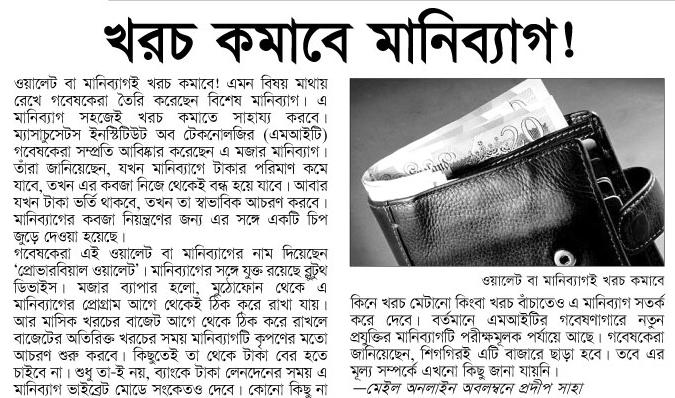 খরচ কমাবে মানিব্যাগ!
ওয়ালেট বা মানিব্যাগই খরচ কমাবে! এমন বিষয় মাথায়
রেখে গবেষকেরা তৈরি করেছেন বিশেষ মানিব্যাগ। এ
মানিব্যাগ সহজেই খরচ কমাতে সাহায্য করবে।
ম্যাসাচুসেটস ইনস্টিটিউট অব টেকনোলজির (এমআইটি)
গবেষকেরা সম্প্রতি আবিষ্কার করেছেন এ মজার মানিব্যাগ।
তাঁরা জানিয়েছেন, যখন মানিব্যাগে টাকার পরিমাণ কমে
যাবে, তখন এর কবজা নিজে থেকেই বন্ধ হয়ে যাবে। আবার
যখন টাকা ভর্তি থাকবে, তখন তা স্বাভাবিক আচরণ করবে।
মানিব্যাগের কবজা নিয়ন্ত্রণের জন্য এর সঙ্গে একটি চিপ
জুড়ে দেওয়া হয়েছে।
গবেষকেরা এই ওয়ালেট বা মানিব্যাগের নাম দিয়েছেন
‘প্রোভারবিয়াল ওয়ালেট’। মানিব্যাগের সঙ্গে যুক্ত রয়েছে ব্লুটুথ
ডিভাইস। মজার ব্যাপার হলো, মুঠোফোন থেকে এ
মানিব্যাগের প্রোগ্রাম আগে থেকেই ঠিক করে রাখা যায়।
আর মাসিক খরচের বাজেট আগে থেকে ঠিক করে রাখলে
বাজেটের অতিরিক্ত খরচের সময় মানিব্যাগটি কৃপণের মতো
আচরণ শুরু করবে। কিছুতেই তা থেকে টাকা বের হতে
চাইবে না। শুধু তা-ই নয়, ব্যাংকে টাকা লেনদেনের সময় এ
মানিব্যাগ ভাইব্রেট মোডে সংকেতও দেবে। কোনো কিছু না
ওয়ালেট বা মানিব্যাগই খরচ কমাবে
কিনে খরচ মেটানো কিংবা খরচ বাঁচাতেও এ মানিব্যাগ সতর্ক
করে দেবে। বর্তমানে এমআইটির গবেষণাগারে নতুন
প্রযুক্তির মানিব্যাগটি পরীক্ষমূলক পর্যায়ে আছে। গবেষকেরা
জানিয়েছেন, শিগগিরই এটি বাজারে ছাড়া হবে। তবে এর
মূল্য সম্পর্কে এখনো কিছু জানা যায়নি।
—মেইল অনলাইন অবলম্বনে প্রদীপ সাহা